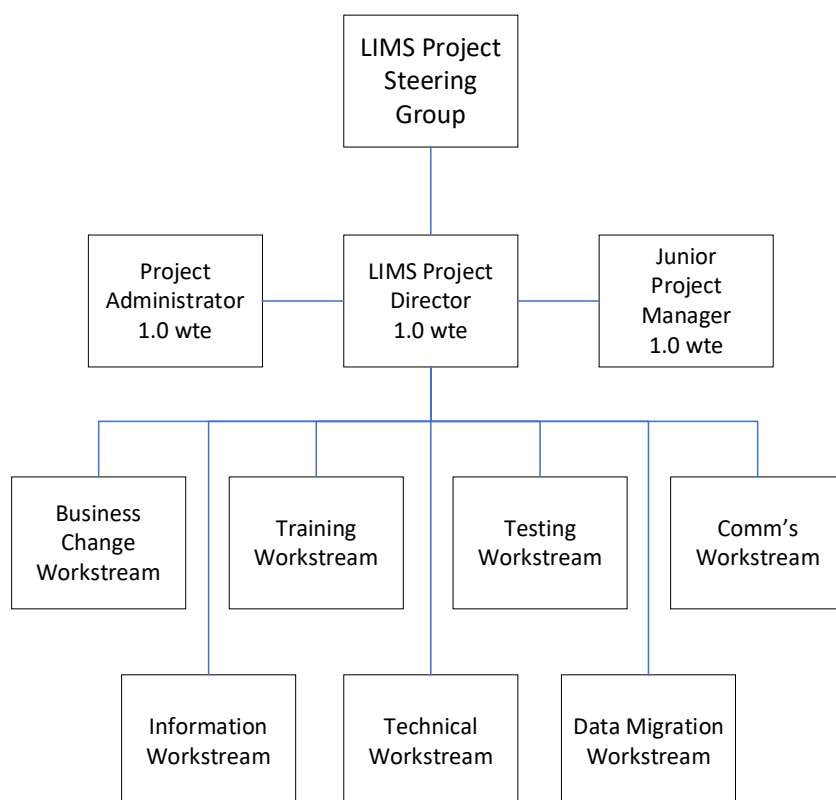 LIMS Project
Steering
Group
Project
Administrator
1.0 wte
LIMS Project
Director
1.0 wte
Junior
Project
Manager
1.0 wte
Business
Change
Workstream
Training
Workstream
Testing
Workstream
Comm’s
Workstream
Information
Workstream
Technical
Workstream
Data Migration
Workstream